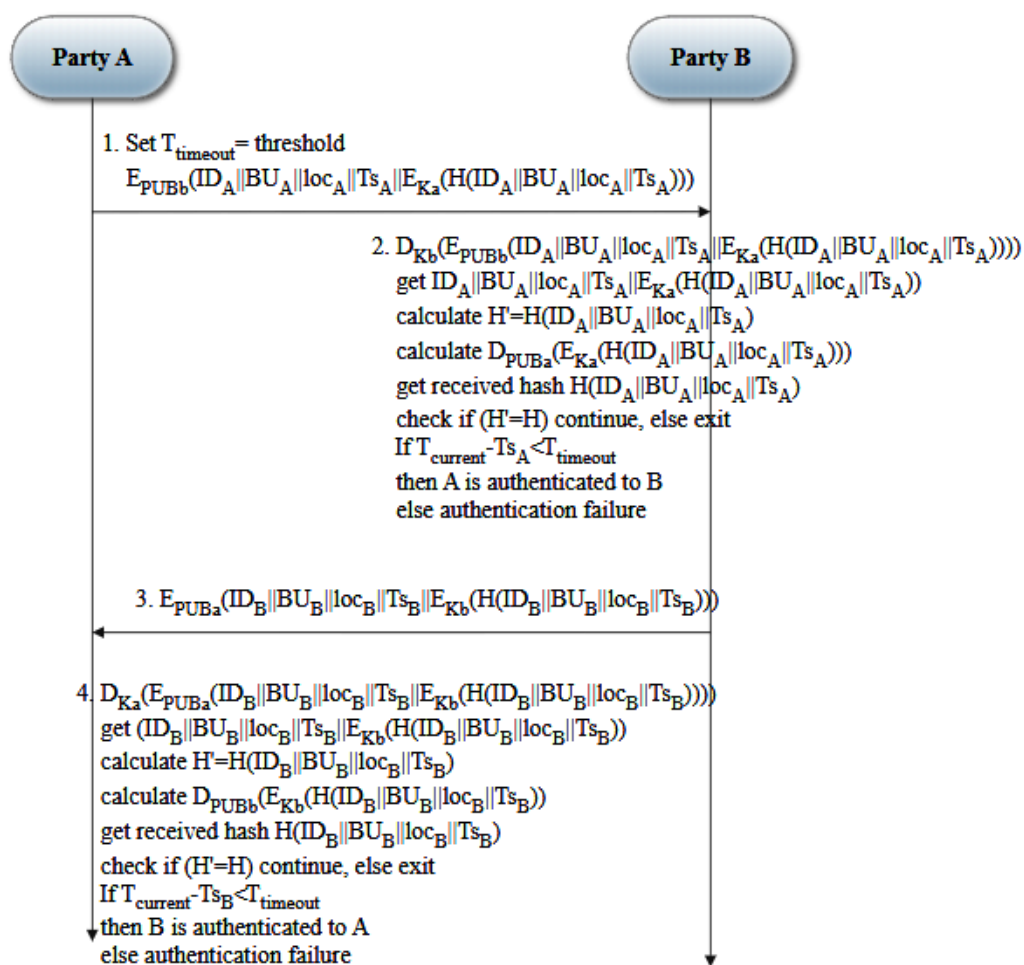 Party A
Party B
1. Set T_timeout= threshold
E_PUBb(ID_A||BU_A||loc_A||Ts_A||E_Ka(H(ID_A||BU_A||loc_A||Ts_A)))
2. D_Kb(E_PUBb(ID_A||BU_A||loc_A||Ts_A||E_Ka(H(ID_A||BU_A||loc_A||Ts_A))))
get ID_A||BU_A||loc_A||Ts_A||E_Ka(H(ID_A||BU_A||loc_A||Ts_A))
calculate H'=H(ID_A||BU_A||loc_A||Ts_A)
calculate D_PUBa(E_Ka(H(ID_A||BU_A||loc_A||Ts_A)))
get received hash H(ID_A||BU_A||loc_A||Ts_A)
check if (H'=H) continue, else exit
If T_current-Ts_A<T_timeout
then A is authenticated to B
else authentication failure
3. E_PUBa(ID_B||BU_B||loc_B||Ts_B||E_Kb(H(ID_B||BU_B||loc_B||Ts_B)))
4. D_Ka(E_PUBa(ID_B||BU_B||loc_B||Ts_B||E_Kb(H(ID_B||BU_B||loc_B||Ts_B))))
get (ID_B||BU_B||loc_B||Ts_B||E_Kb(H(ID_B||BU_B||loc_B||Ts_B))
calculate H'=H(ID_B||BU_B||loc_B||Ts_B)
calculate D_PUBb(E_Kb(H(ID_B||BU_B||loc_B||Ts_B))
get received hash H(ID_B||BU_B||loc_B||Ts_B)
check if (H'=H) continue, else exit
If T_current-Ts_B<T_timeout
then B is authenticated to A
else authentication failure